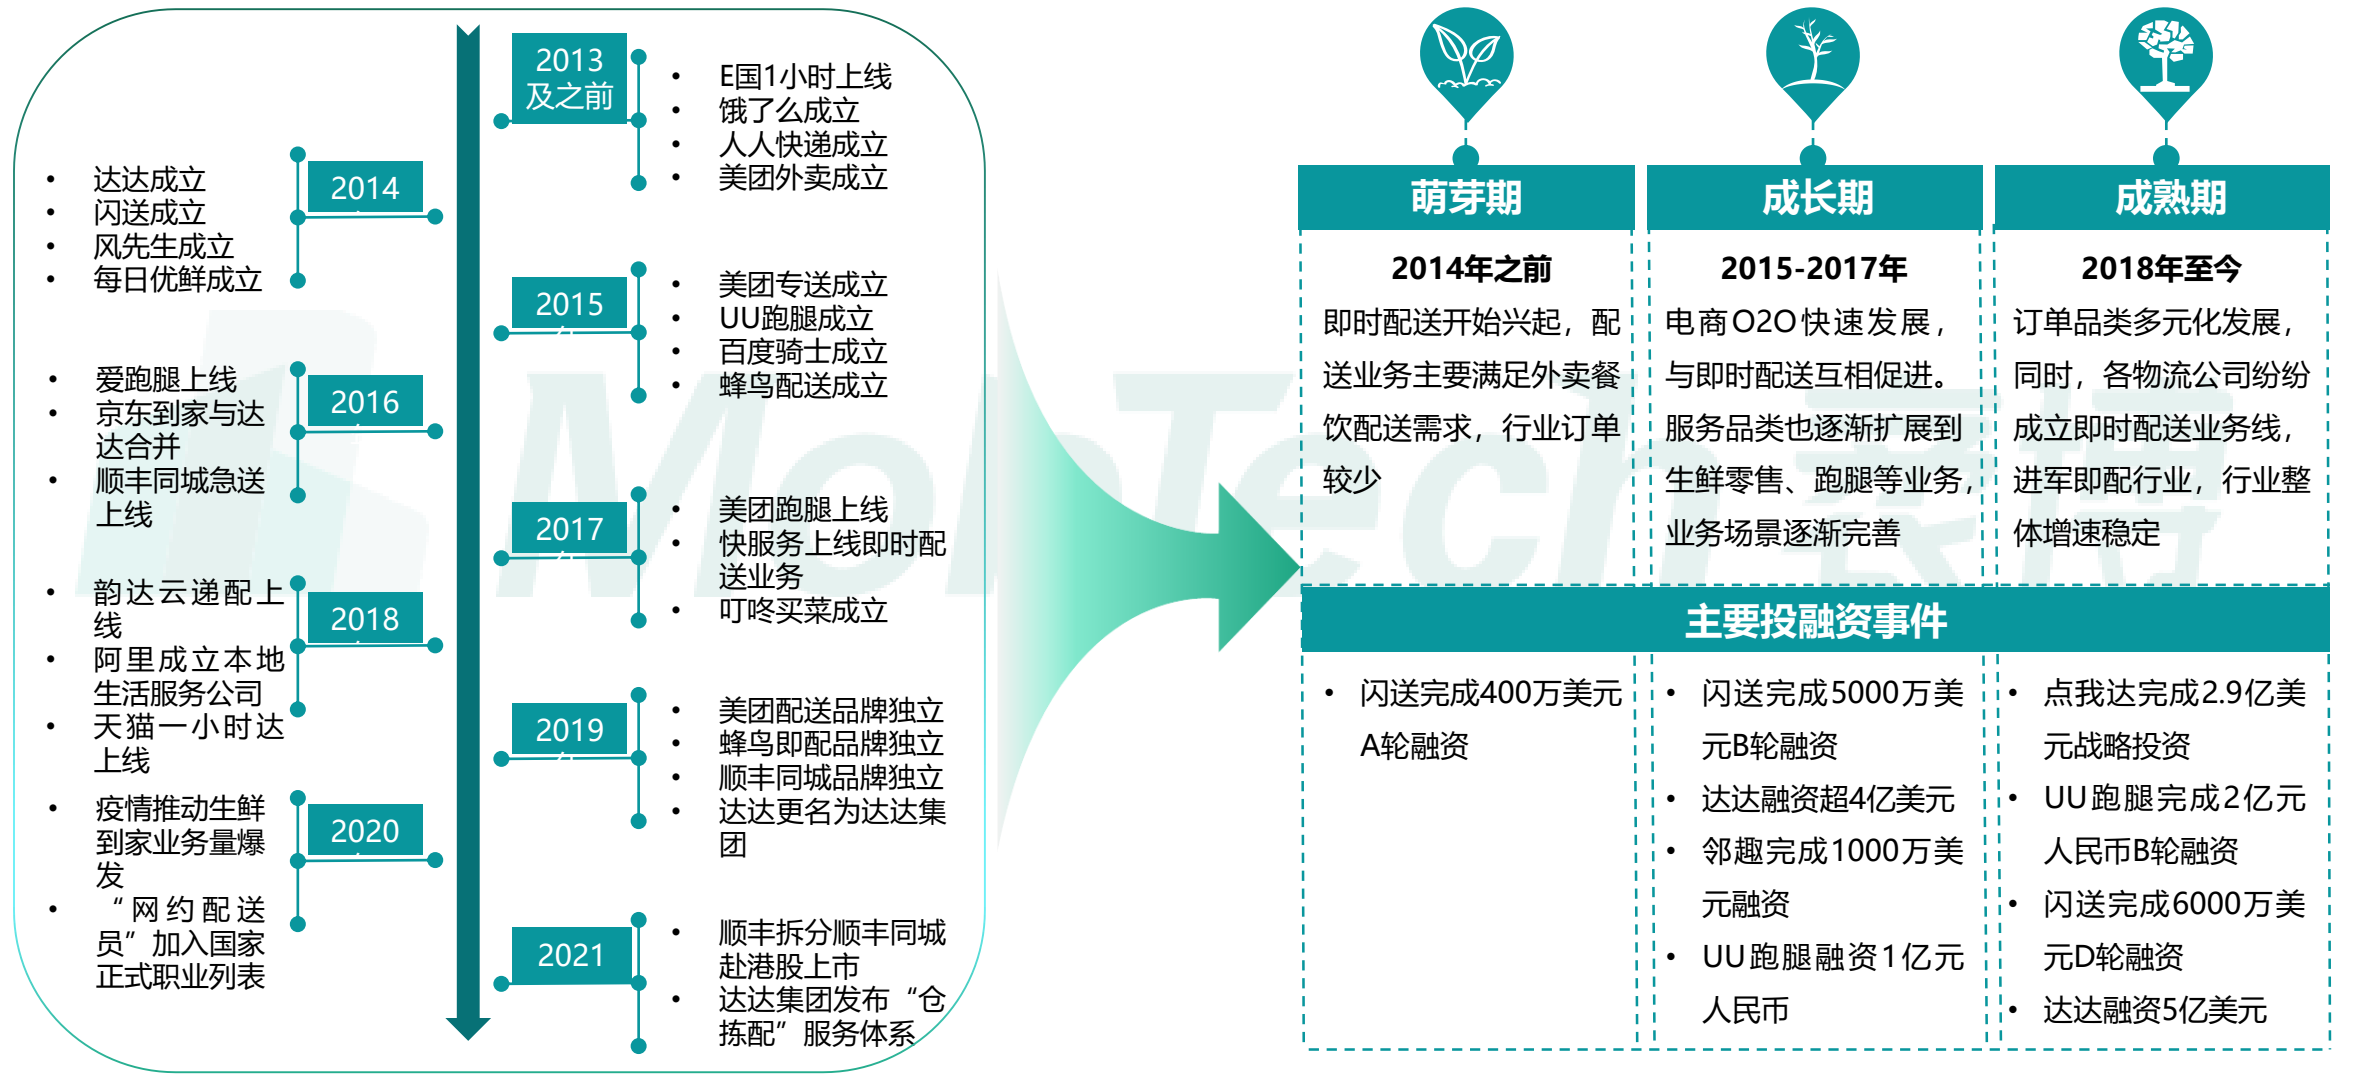 2013
及之前
• E国1小时上线
• 饿了么成立
• 人人快递成立
• 美团外卖成立
2014
• 达达成立
• 闪送成立
• 风先生成立
• 每日优鲜成立
2015
• 美团专送成立
• UU跑腿成立
• 百度骑士成立
• 蜂鸟配送成立
2016
• 爱跑腿上线
• 京东到家与达
达合并
• 顺丰同城急送
上线
2017
• 美团跑腿上线
• 快服务上线即时配
送业务
• 叮咚买菜成立
2018
• 韵达云递配上
线
• 阿里成立本地
生活服务公司
• 天猫一小时达
上线
2019
• 美团配送品牌独立
• 蜂鸟即配品牌独立
• 顺丰同城品牌独立
• 达达更名为达达集
团
2020
• 疫情推动生鲜
到家业务量爆
发
• “网约配送
员”加入国家
正式职业列表
2021
• 顺丰拆分顺丰同城
赴港股上市
• 达达集团发布“仓
拣配”服务体系
萌芽期
2014年之前
即时配送开始兴起，配
送业务主要满足外卖餐
饮配送需求，行业订单
较少
成长期
2015-2017年
电商O2O快速发展，
与即时配送互相促进。
服务品类也逐渐扩展到
生鲜零售、跑腿等业务，
业务场景逐渐完善
成熟期
2018年至今
订单品类多元化发展，
同时，各物流公司纷纷
成立即时配送业务线，
进军即配行业，行业整
体增速稳定
主要投融资事件
• 闪送完成400万美元
A轮融资
• 闪送完成5000万美
元B轮融资
• 达达融资超4亿美元
• 邻趣完成1000万美
元融资
• UU跑腿融资1亿元
人民币
• 点我达完成2.9亿美
元战略投资
• UU跑腿完成2亿元
人民币B轮融资
• 闪送完成6000万美
元D轮融资
• 达达融资5亿美元
MobTech 袤博